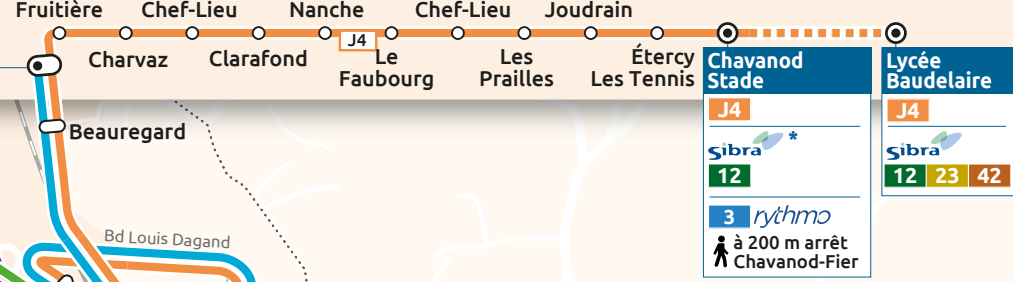 Fruitière
Chef-Lieu
Nanche
Chef-Lieu
Joudrain
J4
Charvaz
Clarafond
Le
Faubourg
Les
Prailles
Étercy
Les Tennis
Chavanod
Stade
J4
sibra *
12
3 rythmo
à 200 m arrêt
Chavanod-Fier
Lycée
Baudelaire
J4
sibra
12 23 42
Beauregard
Bd Louis Dagand